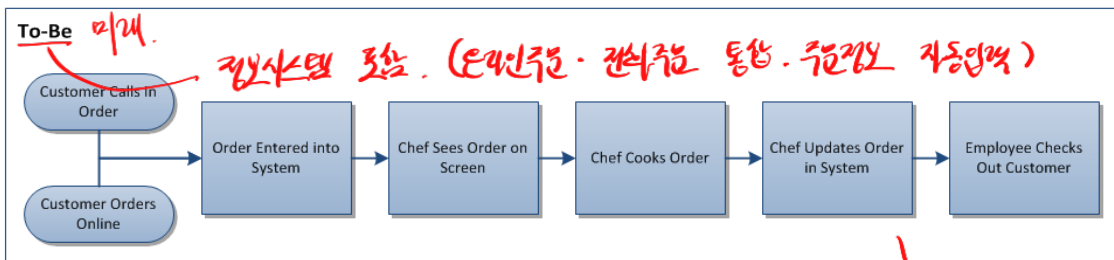 To-Be 미래.
정보시스템 포함. (온라인주문 · 전화주문 통합. 주문정보 자동입력)
Customer Calls In
Order
Order Entered into
System
Chef Sees Order on
Screen
Chef Cooks Order
Chef Updates Order
in System
Employee Checks
Out Customer
Customer Orders
Online